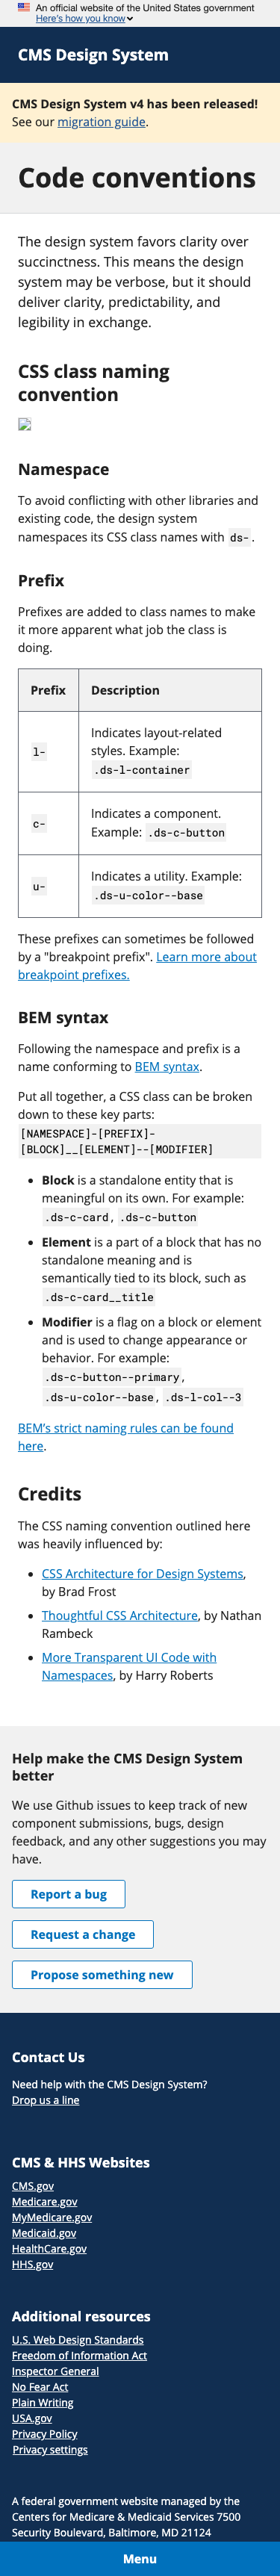 An official website of the United States government
Here's how you know
CMS Design System
CMS Design System v4 has been released!
See our migration guide.
Code conventions
The design system favors clarity over
succinctness. This means the design
system may be verbose, but it should
deliver clarity, predictability, and
legibility in exchange.
CSS class naming
convention
Namespace
To avoid conflicting with other libraries and
existing code, the design system
namespaces its CSS class names with ds-.
Prefix
Prefixes are added to class names to make
it more apparent what job the class is
doing.
Prefix Description
l- Indicates layout-related
styles. Example:
.ds-l-container
c- Indicates a component.
Example: .ds-c-button
u- Indicates a utility. Example:
.ds-u-color--base
These prefixes can sometimes be followed
by a "breakpoint prefix". Learn more about
breakpoint prefixes.
BEM syntax
Following the namespace and prefix is a
name conforming to BEM syntax.
Put all together, a CSS class can be broken
down to these key parts:
[NAMESPACE]-[PREFIX]-
[BLOCK]__[ELEMENT]--[MODIFIER]
• Block is a standalone entity that is
meaningful on its own. For example:
.ds-c-card, .ds-c-button
• Element is a part of a block that has no
standalone meaning and is
semantically tied to its block, such as
.ds-c-card__title
• Modifier is a flag on a block or element
and is used to change appearance or
behavior. For example:
.ds-c-button--primary,
.ds-u-color--base, .ds-l-col--3
BEM's strict naming rules can be found
here.
Credits
The CSS naming convention outlined here
was heavily influenced by:
• CSS Architecture for Design Systems,
by Brad Frost
• Thoughtful CSS Architecture, by Nathan
Rambeck
• More Transparent UI Code with
Namespaces, by Harry Roberts
Help make the CMS Design System
better
We use Github issues to keep track of new
component submissions, bugs, design
feedback, and any other suggestions you may
have.
Report a bug
Request a change
Propose something new
Contact Us
Need help with the CMS Design System?
Drop us a line
CMS & HHS Websites
CMS.gov
Medicare.gov
MyMedicare.gov
Medicaid.gov
HealthCare.gov
HHS.gov
Additional resources
U.S. Web Design Standards
Freedom of Information Act
Inspector General
No Fear Act
Plain Writing
USA.gov
Privacy Policy
Privacy settings
A federal government website managed by the
Centers for Medicare & Medicaid Services 7500
Security Boulevard, Baltimore, MD 21124
Menu